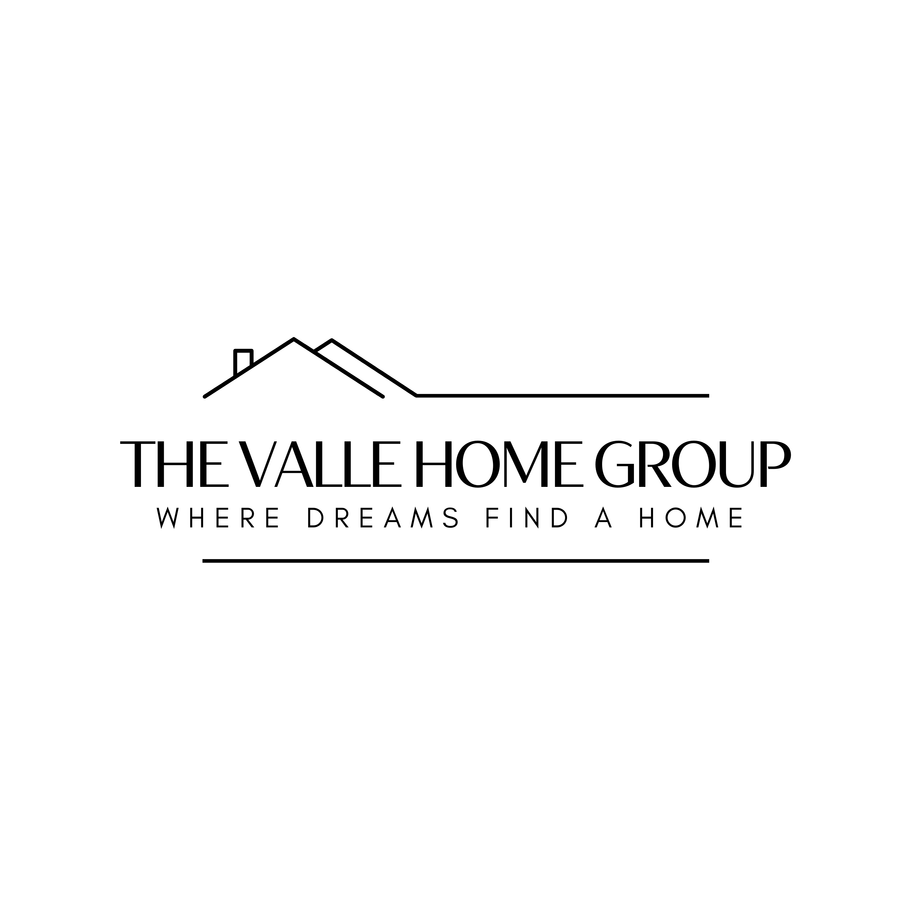 THE VALLE HOME GROUP
WHERE DREAMS FIND A HOME